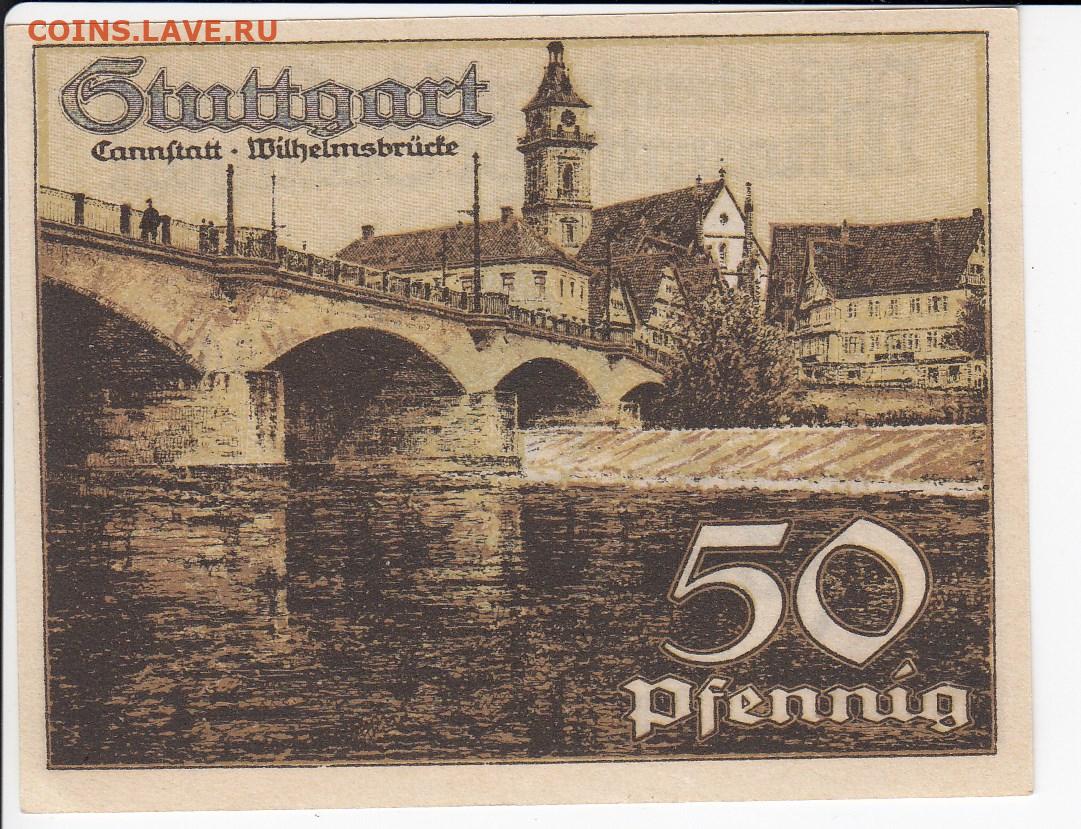 COINS.LAVE.RU
Stuttgart
Cannstatt · Wilhelmsbrücke
50
Pfennig